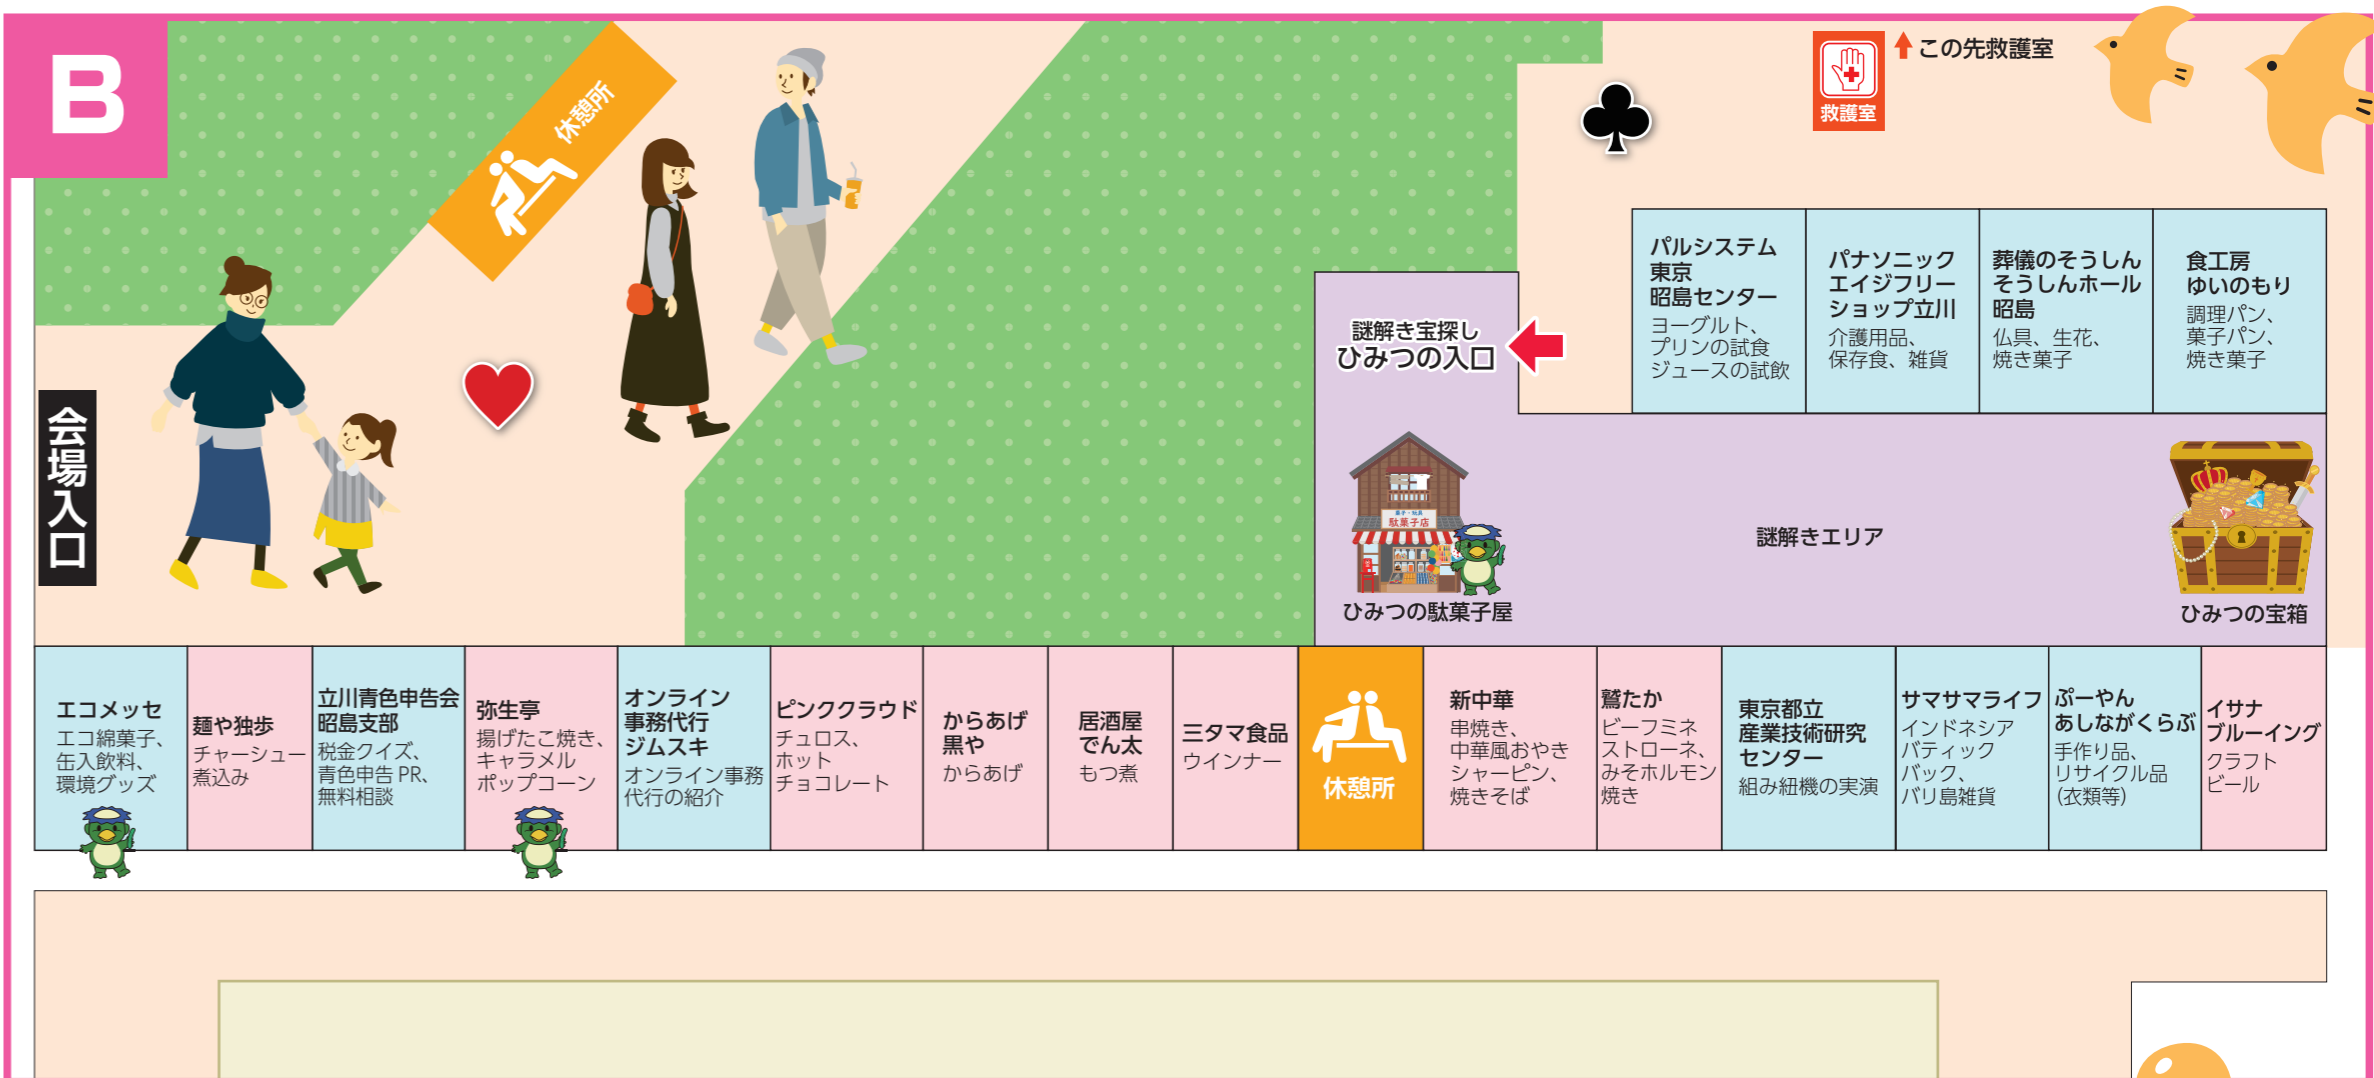 B
休憩所
救護室
この先救護室
会場入口
謎解き宝探し
ひみつの入口
パルシステム
東京
昭島センター
ヨーグルト、
プリンの試食
ジュースの試飲
パナソニック
エイジフリー
ショップ立川
介護用品、
保存食、雑貨
葬儀のそうしん
そうしんホール
昭島
仏具、生花、
焼き菓子
食工房
ゆいのもり
調理パン、
菓子パン、
焼き菓子
菓子・玩具
駄菓子店
ひみつの駄菓子屋
謎解きエリア
ひみつの宝箱
エコメッセ
エコ綿菓子、
缶入飲料、
環境グッズ
麺や独歩
チャーシュー
煮込み
立川青色申告会
昭島支部
税金クイズ、
青色申告 PR、
無料相談
弥生亭
揚げたこ焼き、
キャラメル
ポップコーン
オンライン
事務代行
ジムスキ
オンライン事務
代行の紹介
ピンククラウド
チュロス、
ホット
チョコレート
からあげ
黒や
からあげ
居酒屋
でん太
もつ煮
三タマ食品
ウインナー
休憩所
新中華
串焼き、
中華風おやき
シャーピン、
焼きそば
鷲たか
ビーフミネ
ストローネ、
みそホルモン
焼き
東京都立
産業技術研究
センター
組み紐機の実演
サマサマライフ
インドネシア
バティック
バック、
バリ島雑貨
ぷーやん
あしながくらぶ
手作り品、
リサイクル品
(衣類等)
イサナ
ブルーイング
クラフト
ビール